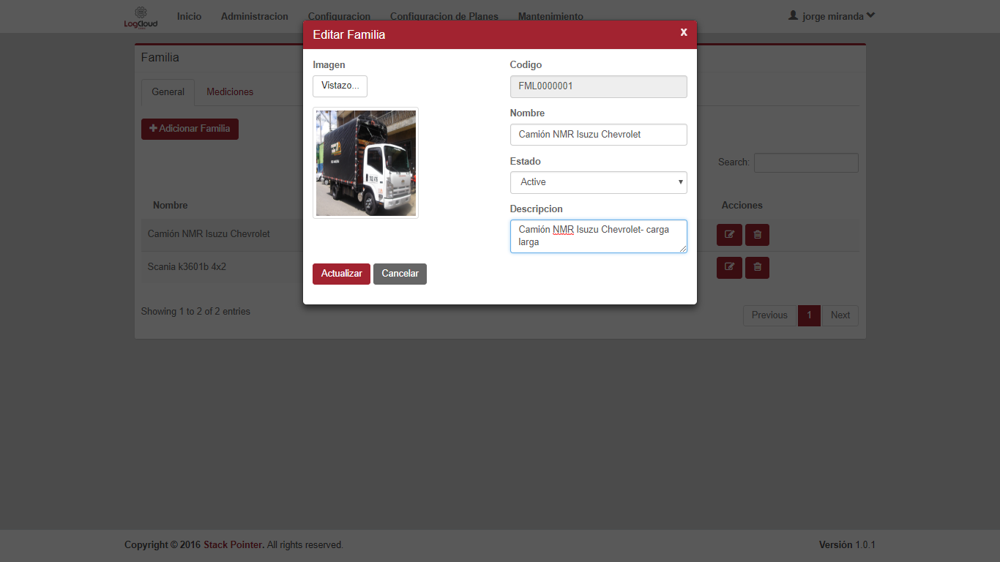 LogCloud
Inicio
Administracion
Configuracion
Configuracion de Planes
Mantenimiento
jorge miranda
Familia
General
Mediciones
Adicionar Familia
Search:
Nombre
Acciones
Camión NMR Isuzu Chevrolet
Scania k3601b 4x2
Showing 1 to 2 of 2 entries
Previous
1
Next
Editar Familia
x
Imagen
Vistazo...
Codigo
FML0000001
Nombre
Camión NMR Isuzu Chevrolet
Estado
Active
Descripcion
Camión NMR Isuzu Chevrolet- carga
larga
Actualizar
Cancelar
Copyright © 2016 Stack Pointer. All rights reserved.
Versión 1.0.1